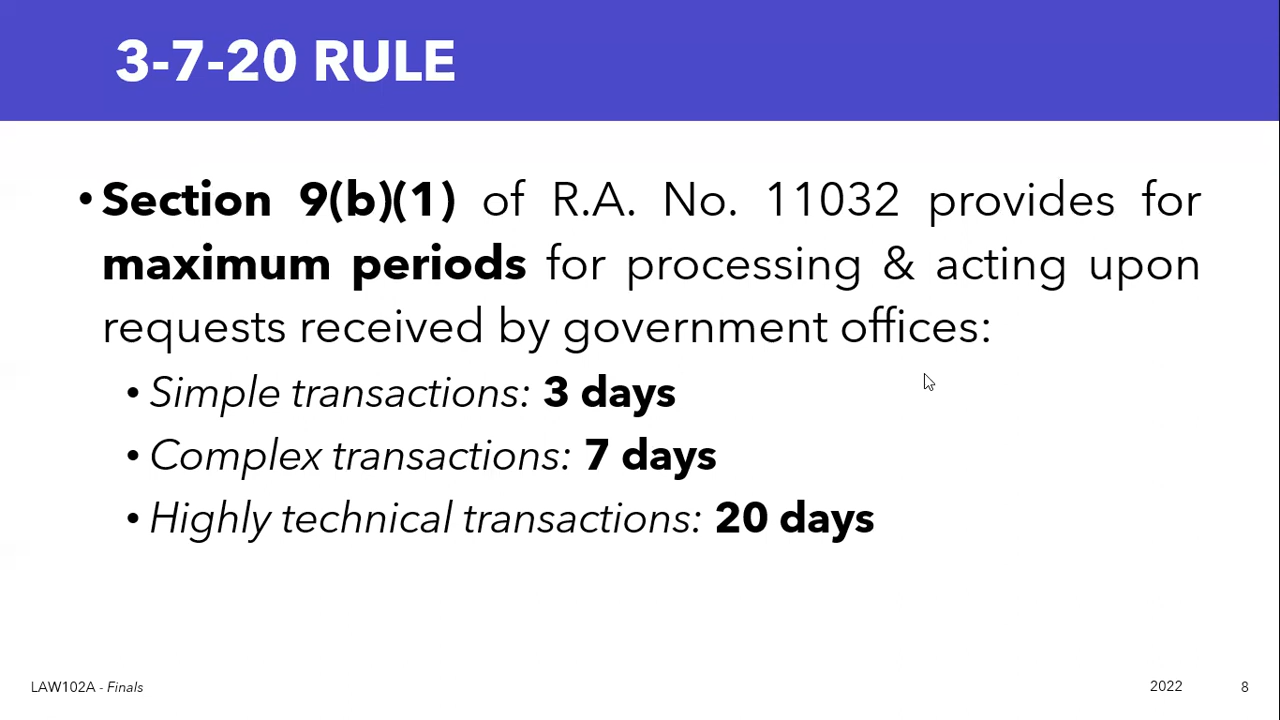 3-7-20 RULE
• Section 9(b)(1) of R.A. No. 11032 provides for
maximum periods for processing & acting upon
requests received by government offices:
• Simple transactions: 3 days
• Complex transactions: 7 days
• Highly technical transactions: 20 days
LAW102A - Finals
2022
8